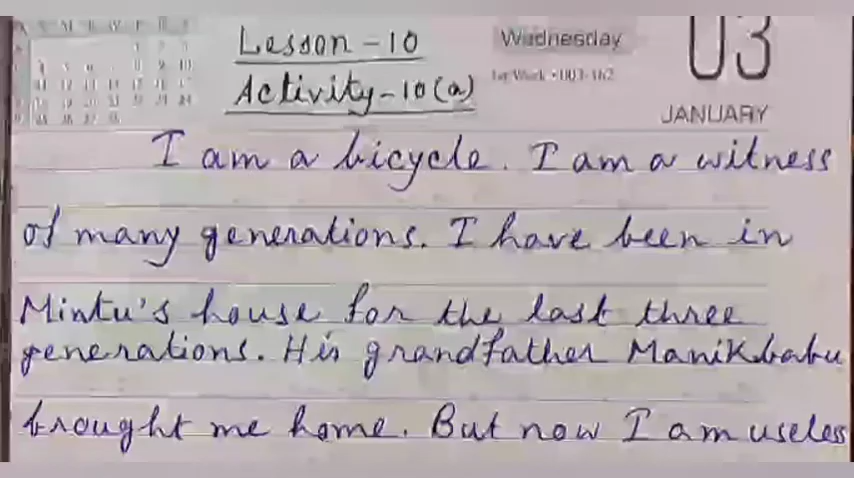 Lesson - 10
Wednesday
03
Activity - 10 (a)
JANUARY
I am a bicycle. I am a witness
of many generations. I have been in
Mintu's house for the last three
generations. His grandfather Manikbabu
brought me home. But now I am useless